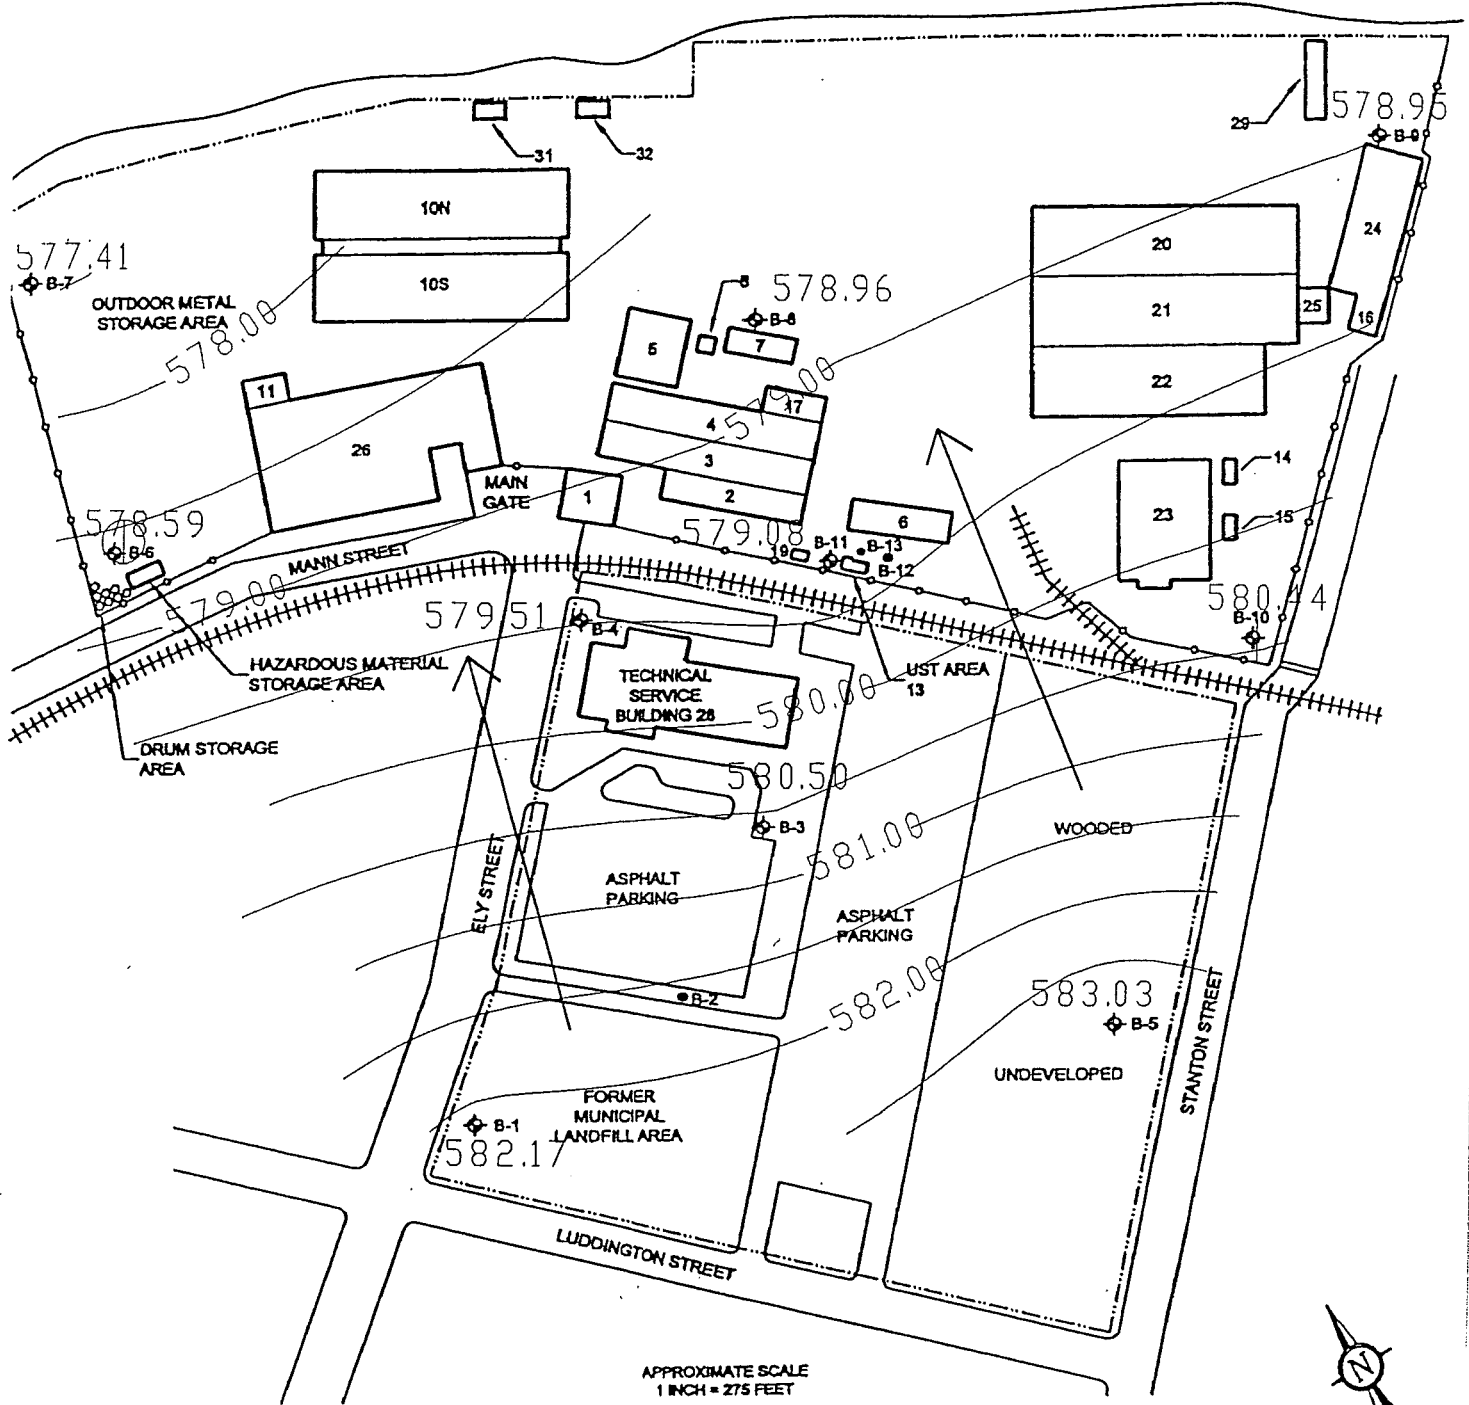 29
578.95
B-9
31
32
10N
24
20
577.41
B-7
10S
OUTDOOR METAL
STORAGE AREA
578.00
8
578.96
B-8
21
25
16
5
7
22
11
579.00
17
4
26
3
14
MAIN
GATE
1
2
23
15
578.59
B-6
579.08
6
19
B-11
B-13
B-12
MANN STREET
579.00
579.51
B-4
580.44
B-10
HAZARDOUS MATERIAL
STORAGE AREA
TECHNICAL
SERVICE
BUILDING 28
UST AREA
13
580.00
DRUM STORAGE
AREA
580.50
B-3
WOODED
581.00
ELY STREET
ASPHALT
PARKING
ASPHALT
PARKING
582.00
583.03
B-2
B-5
STANTON STREET
UNDEVELOPED
FORMER
MUNICIPAL
LANDFILL AREA
B-1
582.17
LUDDINGTON STREET
APPROXIMATE SCALE
1 INCH = 275 FEET
N